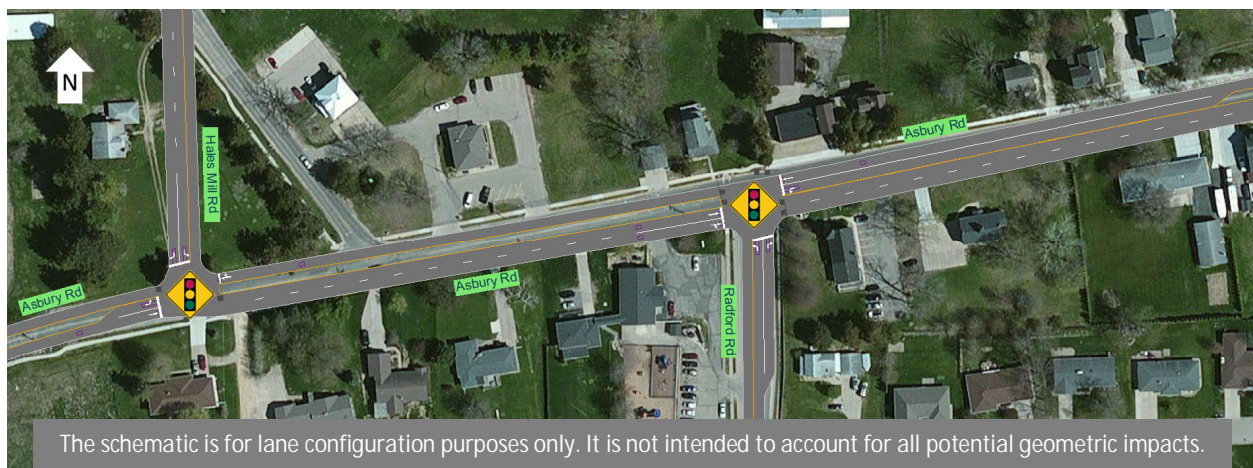 N
Hales Mill Rd
Asbury Rd
Asbury Rd
Asbury Rd
Radford Rd
The schematic is for lane configuration purposes only. It is not intended to account for all potential geometric impacts.